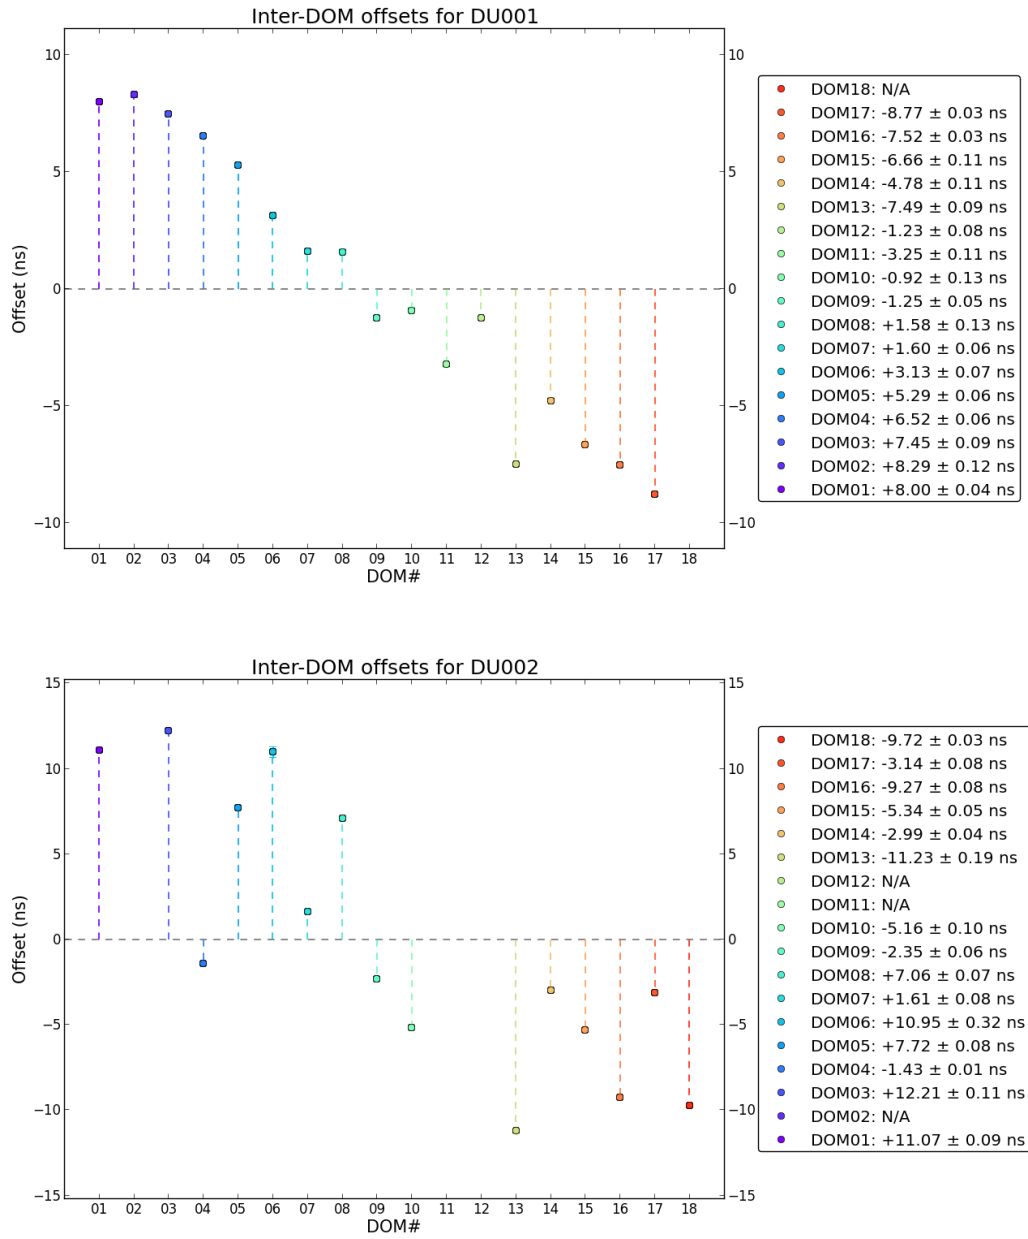 Inter-DOM offsets for DU001
10
10
5
5
0
0
−5
−5
−10
−10
Offset (ns)
01 02 03 04 05 06 07 08 09 10 11 12 13 14 15 16 17 18
DOM#
DOM18: N/A
DOM17: -8.77 ± 0.03 ns
DOM16: -7.52 ± 0.03 ns
DOM15: -6.66 ± 0.11 ns
DOM14: -4.78 ± 0.11 ns
DOM13: -7.49 ± 0.09 ns
DOM12: -1.23 ± 0.08 ns
DOM11: -3.25 ± 0.11 ns
DOM10: -0.92 ± 0.13 ns
DOM09: -1.25 ± 0.05 ns
DOM08: +1.58 ± 0.13 ns
DOM07: +1.60 ± 0.06 ns
DOM06: +3.13 ± 0.07 ns
DOM05: +5.29 ± 0.06 ns
DOM04: +6.52 ± 0.06 ns
DOM03: +7.45 ± 0.09 ns
DOM02: +8.29 ± 0.12 ns
DOM01: +8.00 ± 0.04 ns
Inter-DOM offsets for DU002
15
15
10
10
5
5
0
0
−5
−5
−10
−10
−15
−15
Offset (ns)
01 02 03 04 05 06 07 08 09 10 11 12 13 14 15 16 17 18
DOM#
DOM18: -9.72 ± 0.03 ns
DOM17: -3.14 ± 0.08 ns
DOM16: -9.27 ± 0.08 ns
DOM15: -5.34 ± 0.05 ns
DOM14: -2.99 ± 0.04 ns
DOM13: -11.23 ± 0.19 ns
DOM12: N/A
DOM11: N/A
DOM10: -5.16 ± 0.10 ns
DOM09: -2.35 ± 0.06 ns
DOM08: +7.06 ± 0.07 ns
DOM07: +1.61 ± 0.08 ns
DOM06: +10.95 ± 0.32 ns
DOM05: +7.72 ± 0.08 ns
DOM04: -1.43 ± 0.01 ns
DOM03: +12.21 ± 0.11 ns
DOM02: N/A
DOM01: +11.07 ± 0.09 ns